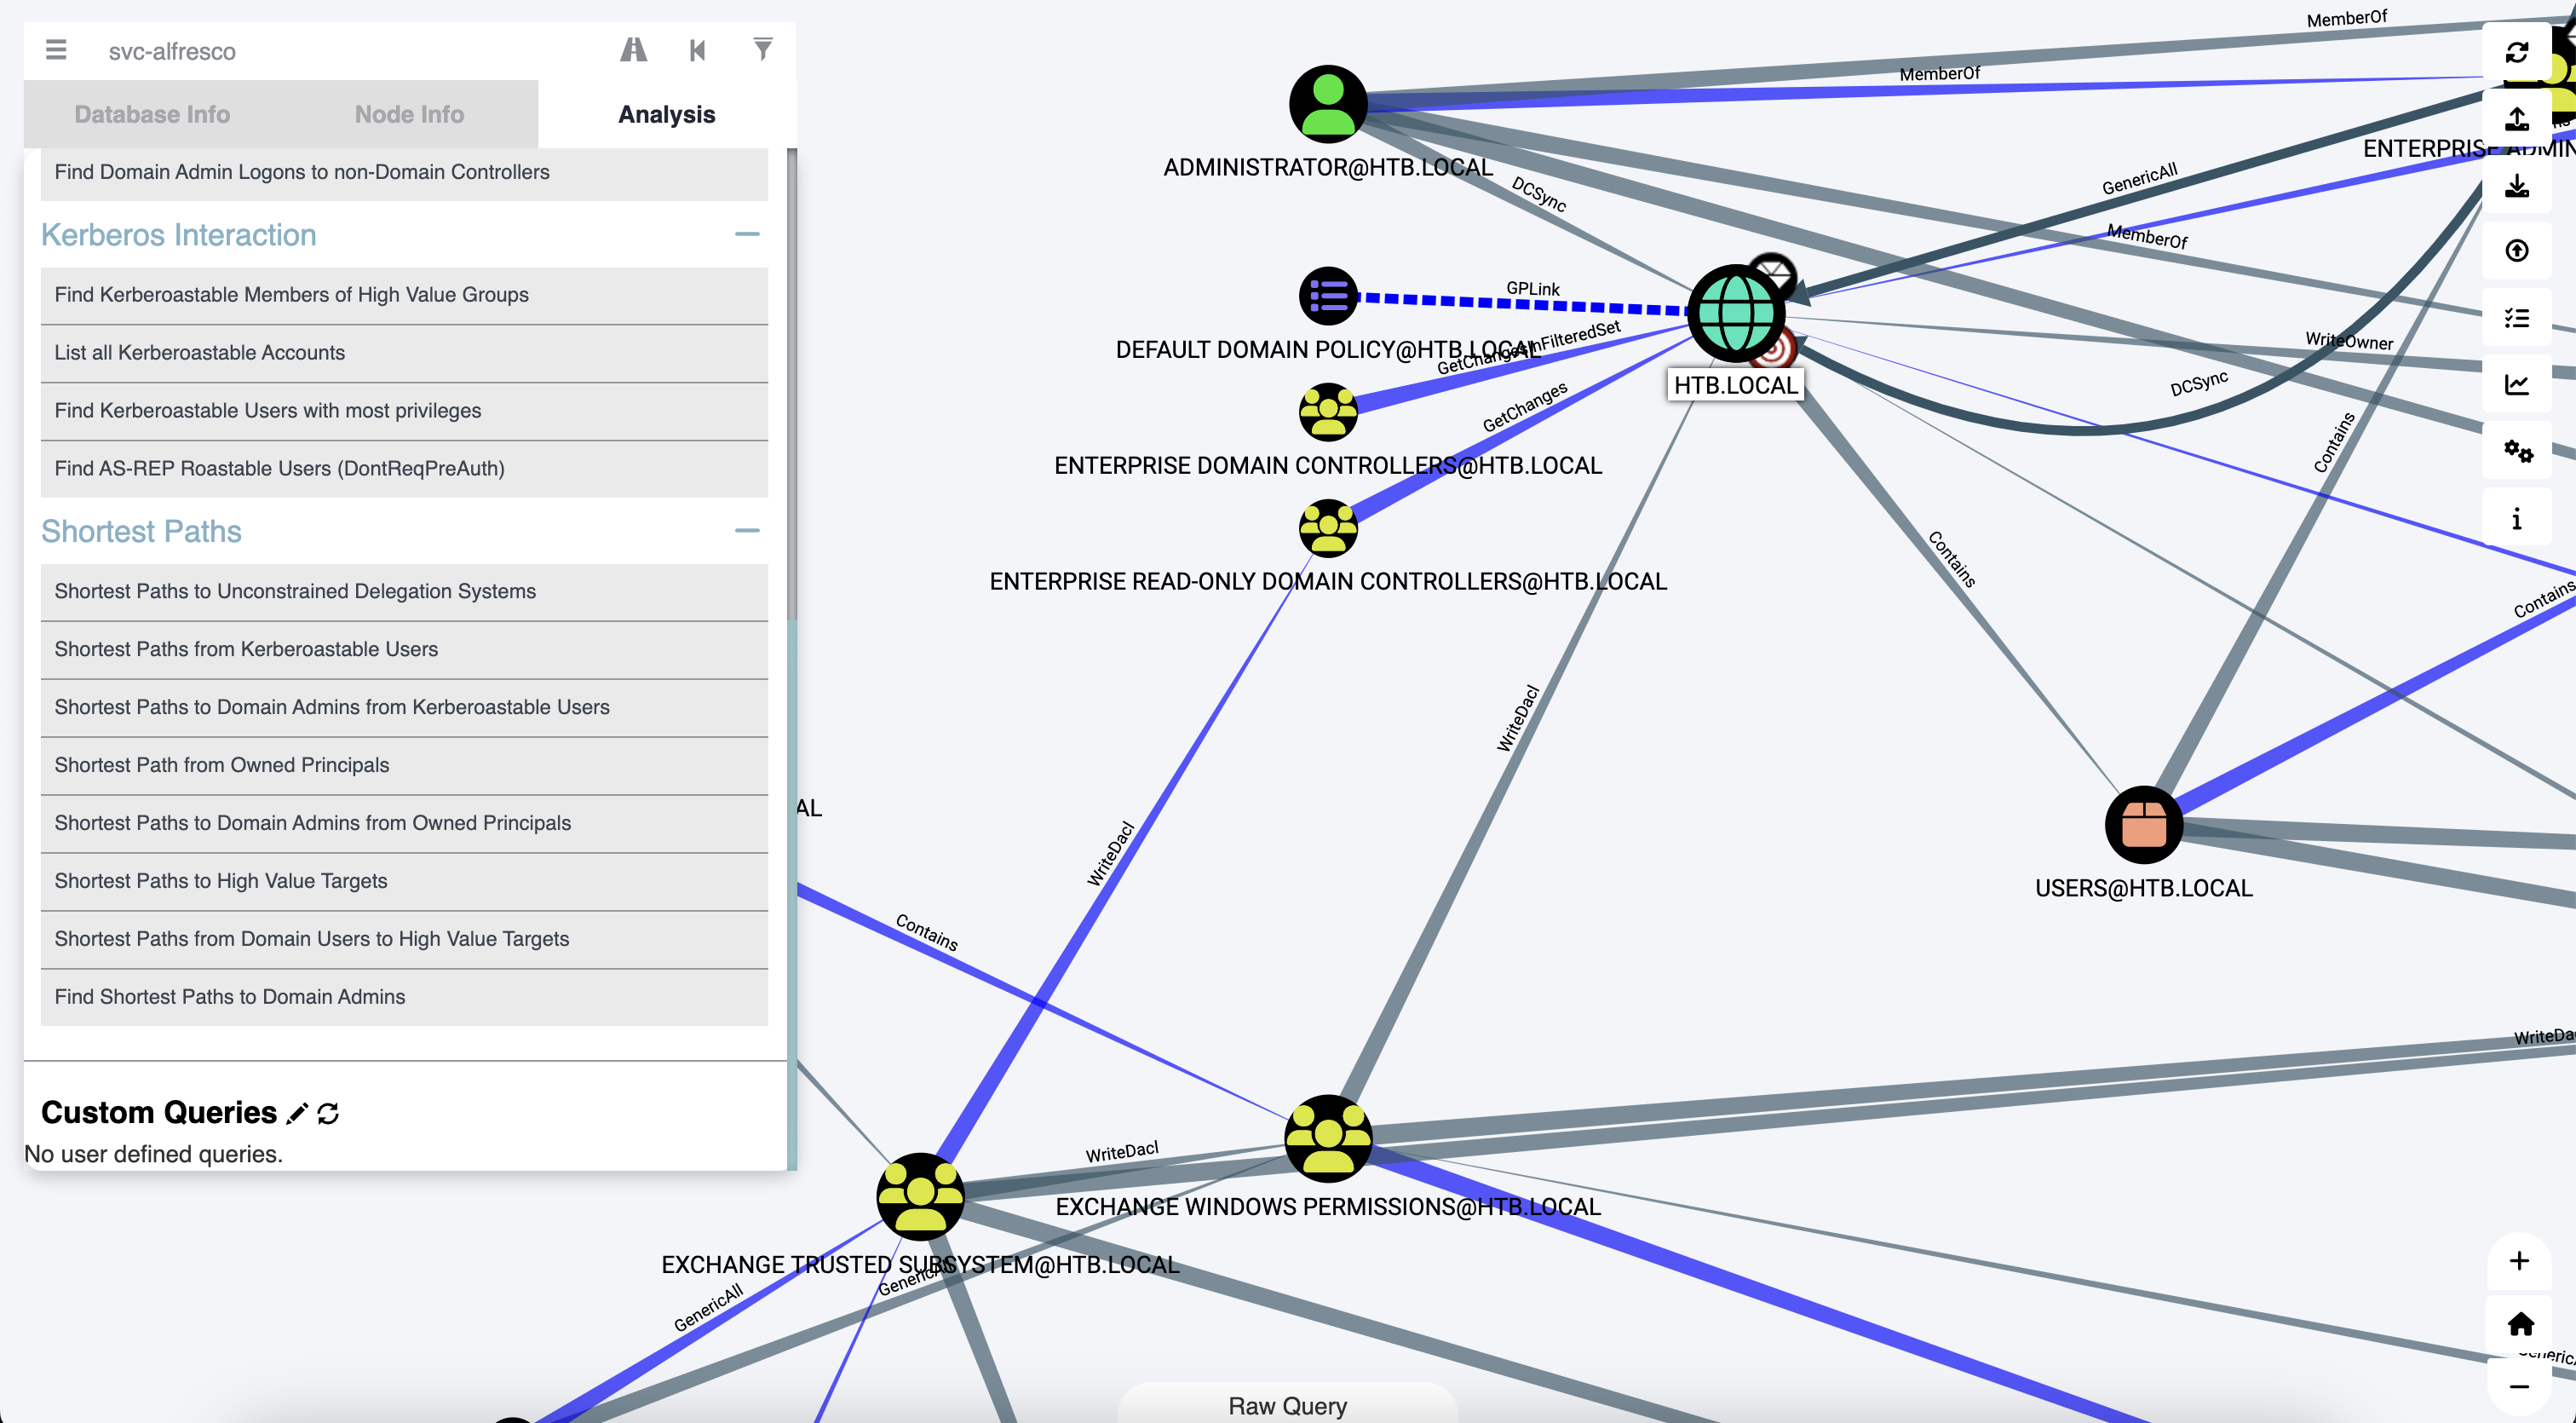 svc-alfresco
Database Info
Node Info
Analysis
Find Domain Admin Logons to non-Domain Controllers
Kerberos Interaction
Find Kerberoastable Members of High Value Groups
List all Kerberoastable Accounts
Find Kerberoastable Users with most privileges
Find AS-REP Roastable Users (DontReqPreAuth)
Shortest Paths
Shortest Paths to Unconstrained Delegation Systems
Shortest Paths from Kerberoastable Users
Shortest Paths to Domain Admins from Kerberoastable Users
Shortest Path from Owned Principals
Shortest Paths to Domain Admins from Owned Principals
Shortest Paths to High Value Targets
Shortest Paths from Domain Users to High Value Targets
Find Shortest Paths to Domain Admins
Custom Queries
No user defined queries.
MemberOf
MemberOf
ADMINISTRATOR@HTB.LOCAL
ENTERPRISE ADMIN
DCSync
GenericAll
MemberOf
GPLink
DEFAULT DOMAIN POLICY@HTB.LOCAL
GetChangesInFilteredSet
WriteOwner
HTB.LOCAL
DCSync
GetChanges
Contains
ENTERPRISE DOMAIN CONTROLLERS@HTB.LOCAL
Contains
ENTERPRISE READ-ONLY DOMAIN CONTROLLERS@HTB.LOCAL
Contains
WriteDacl
AL
WriteDacl
USERS@HTB.LOCAL
Contains
WriteDa
WriteDacl
EXCHANGE WINDOWS PERMISSIONS@HTB.LOCAL
EXCHANGE TRUSTED SUBSYSTEM@HTB.LOCAL
GenericAll
GenericAll
Raw Query